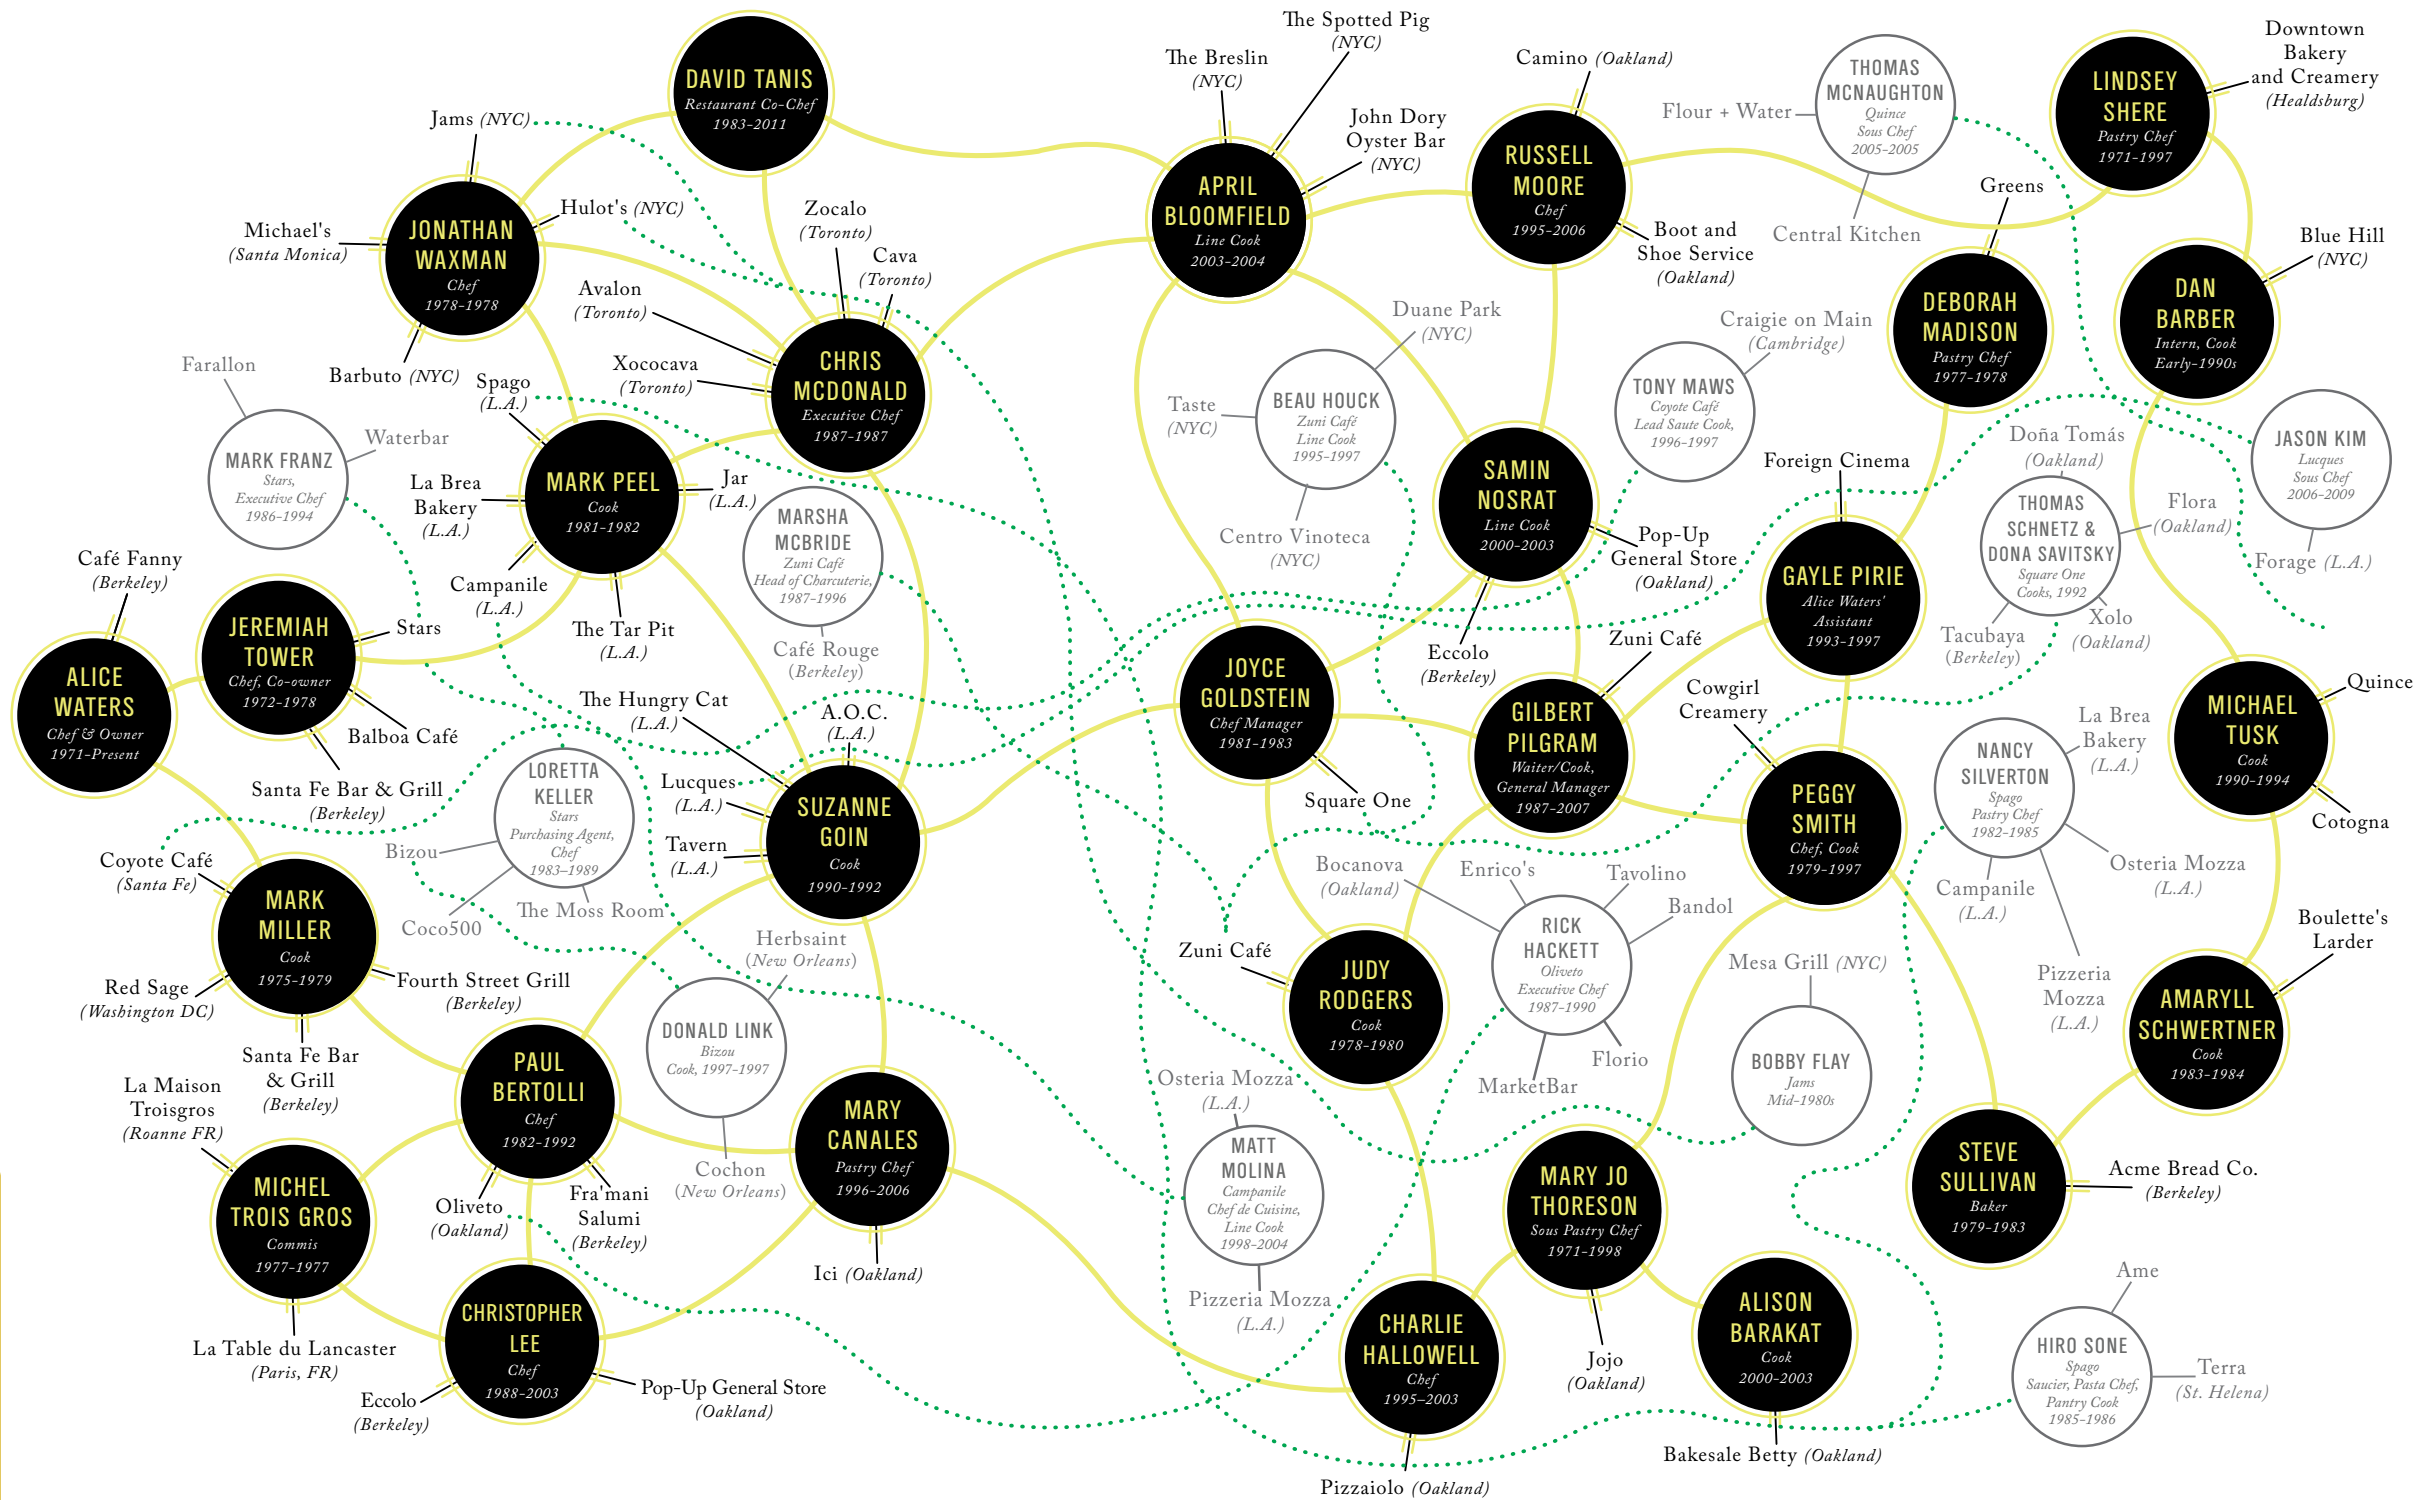 DAVID TANIS
Restaurant Co-Chef
1983-2011
Jams (NYC)
JONATHAN
WAXMAN
Chef
1978-1978
Michael's
(Santa Monica)
Hulot's (NYC)
Barbuto (NYC)
Zocalo
(Toronto)
Cava
(Toronto)
Avalon
(Toronto)
Xococava
(Toronto)
CHRIS
MCDONALD
Executive Chef
1987-1987
The Breslin
(NYC)
The Spotted Pig
(NYC)
John Dory
Oyster Bar
(NYC)
APRIL
BLOOMFIELD
Line Cook
2003-2004
Camino (Oakland)
RUSSELL
MOORE
Chef
1995-2006
Boot and
Shoe Service
(Oakland)
THOMAS
MCNAUGHTON
Quince
Sous Chef
2005-2005
Flour + Water
Central Kitchen
LINDSEY
SHERE
Pastry Chef
1971-1997
Downtown
Bakery
and Creamery
(Healdsburg)
Greens
DEBORAH
MADISON
Pastry Chef
1977-1978
DAN
BARBER
Intern, Cook
Early-1990s
Blue Hill
(NYC)
Farallon
MARK FRANZ
Stars,
Executive Chef
1986-1994
Waterbar
Spago
(L.A.)
MARK PEEL
Cook
1981-1982
La Brea
Bakery
(L.A.)
Jar
(L.A.)
Campanile
(L.A.)
The Tar Pit
(L.A.)
MARSHA
MCBRIDE
Zuni Café
Head of Charcuterie,
1987-1996
Café Rouge
(Berkeley)
Duane Park
(NYC)
BEAU HOUCK
Zuni Café
Line Cook
1995-1997
Taste
(NYC)
Centro Vinoteca
(NYC)
Craigie on Main
(Cambridge)
TONY MAWS
Coyote Café
Lead Saute Cook,
1996-1997
SAMIN
NOSRAT
Line Cook
2000-2003
Pop-Up
General Store
(Oakland)
Eccolo
(Berkeley)
Foreign Cinema
GAYLE PIRIE
Alice Waters'
Assistant
1993-1997
Doña Tomás
(Oakland)
THOMAS
SCHNETZ &
DONA SAVITSKY
Square One
Cooks, 1992
Flora
(Oakland)
Tacubaya
(Berkeley)
Xolo
(Oakland)
JASON KIM
Lucques
Sous Chef
2006-2009
Forage (L.A.)
Café Fanny
(Berkeley)
ALICE
WATERS
Chef & Owner
1971-Present
JEREMIAH
TOWER
Chef, Co-owner
1972-1978
Stars
Balboa Café
Santa Fe Bar & Grill
(Berkeley)
The Hungry Cat
(L.A.)
A.O.C.
(L.A.)
Lucques
(L.A.)
Tavern
(L.A.)
SUZANNE
GOIN
Cook
1990-1992
JOYCE
GOLDSTEIN
Chef Manager
1981-1983
Square One
Zuni Café
GILBERT
PILGRAM
Waiter/Cook,
General Manager
1987-2007
Cowgirl
Creamery
PEGGY
SMITH
Chef, Cook
1979-1997
NANCY
SILVERTON
Spago
Pastry Chef
1982-1985
La Brea
Bakery
(L.A.)
Osteria Mozza
(L.A.)
Campanile
(L.A.)
Pizzeria
Mozza
(L.A.)
MICHAEL
TUSK
Cook
1990-1994
Quince
Cotogna
LORETTA
KELLER
Stars
Purchasing Agent,
Chef
1983-1989
Bizou
Coco500
The Moss Room
Coyote Café
(Santa Fe)
MARK
MILLER
Cook
1975-1979
Red Sage
(Washington DC)
Fourth Street Grill
(Berkeley)
Santa Fe Bar
& Grill
(Berkeley)
Herbsaint
(New Orleans)
DONALD LINK
Bizou
Cook, 1997-1997
Cochon
(New Orleans)
Zuni Café
JUDY
RODGERS
Cook
1978-1980
Bocanova
(Oakland)
Enrico's
Tavolino
Bandol
RICK
HACKETT
Oliveto
Executive Chef
1987-1990
MarketBar
Florio
Mesa Grill (NYC)
BOBBY FLAY
Jams
Mid-1980s
Boulette's
Larder
AMARYLL
SCHWERTNER
Cook
1983-1984
La Maison
Troisgros
(Roanne FR)
MICHEL
TROIS GROS
Commis
1977-1977
La Table du Lancaster
(Paris, FR)
PAUL
BERTOLLI
Chef
1982-1992
Oliveto
(Oakland)
Fra'mani
Salumi
(Berkeley)
MARY
CANALES
Pastry Chef
1996-2006
Ici (Oakland)
CHRISTOPHER
LEE
Chef
1988-2003
Eccolo
(Berkeley)
Pop-Up General Store
(Oakland)
Osteria Mozza
(L.A.)
MATT
MOLINA
Campanile
Chef de Cuisine,
Line Cook
1998-2004
Pizzeria Mozza
(L.A.)
CHARLIE
HALLOWELL
Chef
1995-2003
Pizzaiolo (Oakland)
MARY JO
THORESON
Sous Pastry Chef
1971-1998
Jojo
(Oakland)
ALISON
BARAKAT
Cook
2000-2003
Bakesale Betty (Oakland)
STEVE
SULLIVAN
Baker
1979-1983
Acme Bread Co.
(Berkeley)
Ame
HIRO SONE
Spago
Saucier, Pasta Chef,
Pantry Cook
1985-1986
Terra
(St. Helena)